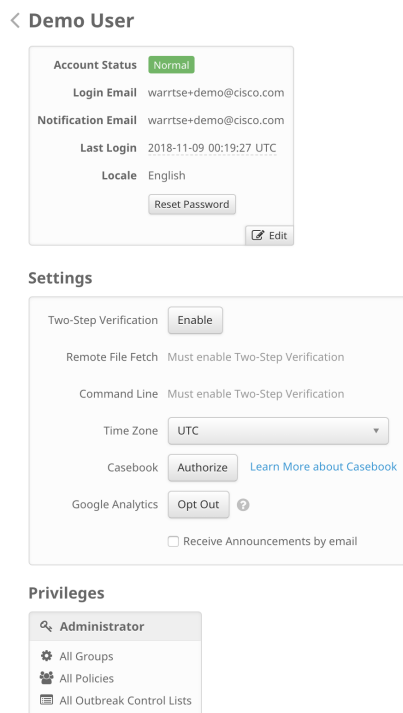 Demo User
Account Status Normal
Login Email warrtse+demo@cisco.com
Notification Email warrtse+demo@cisco.com
Last Login 2018-11-09 00:19:27 UTC
Locale English
Reset Password
Edit
Settings
Two-Step Verification Enable
Remote File Fetch Must enable Two-Step Verification
Command Line Must enable Two-Step Verification
Time Zone UTC
Casebook Authorize Learn More about Casebook
Google Analytics Opt Out ?
Receive Announcements by email
Privileges
Administrator
All Groups
All Policies
All Outbreak Control Lists